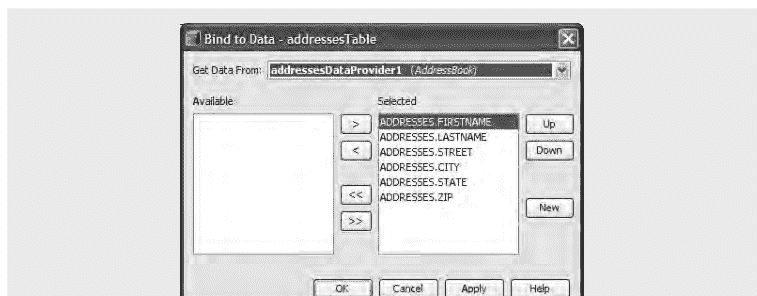 Bind to Data - addressesTable
Get Data From: addressesDataProvider1 (AddressBook)
Available
Selected
>
<
<<
>>
ADDRESSES.FIRSTNAME
ADDRESSES.LASTNAME
ADDRESSES.STREET
ADDRESSES.CITY
ADDRESSES.STATE
ADDRESSES.ZIP
Up
Down
New
OK Cancel Apply Help